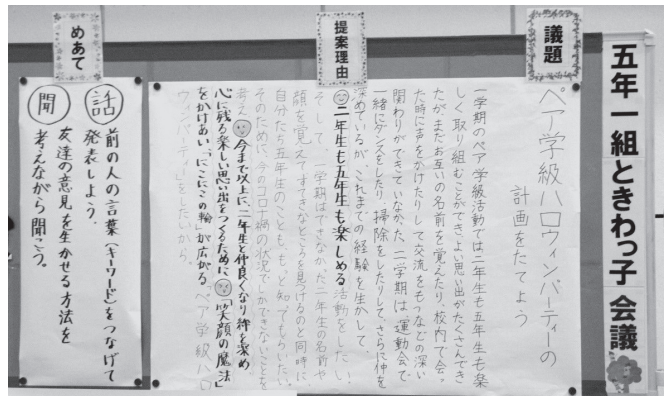 五年一組ときわっ子会議
議題
ペア学級ハロウィンパーティーの
計画をたてよう
提案理由
一学期のペア学級活動では二年生も五年生も楽
しく取り組むことができ、よい思い出がたくさんでき
たが、まだお互いの名前を覚えたり、校内で会っ
た時に声をかけたりして交流をもつなどの深い
関わりができていなかった。二学期は運動会で
一緒にダンスをしたり、掃除をしたりして、さらに仲を
深めているが、これまでの経験を生かして、
二年生も五年生も楽しめる活動をしたい。
そして、一学期はできなかった二年生の名前や
顔を覚えてすてきなところを見つけるのと同時に、
自分たち五年生のことも、もっと知ってもらいたい。
そのために、今のコロナ禍の状況でしかできないことを
考え今まで以上に、二年生と仲良くなり絆を深め
心に残る楽しい思い出をつくるために「笑顔の魔法」
をかけあい、「にこにこの輪」が広がるペア学級ハロ
ウィンパーティーをしたいから。
めあて
話 前の人の言葉(キーワード)をつなげて
発表しよう。
聞 友達の意見を生かせる方法を
考えながら聞こう。